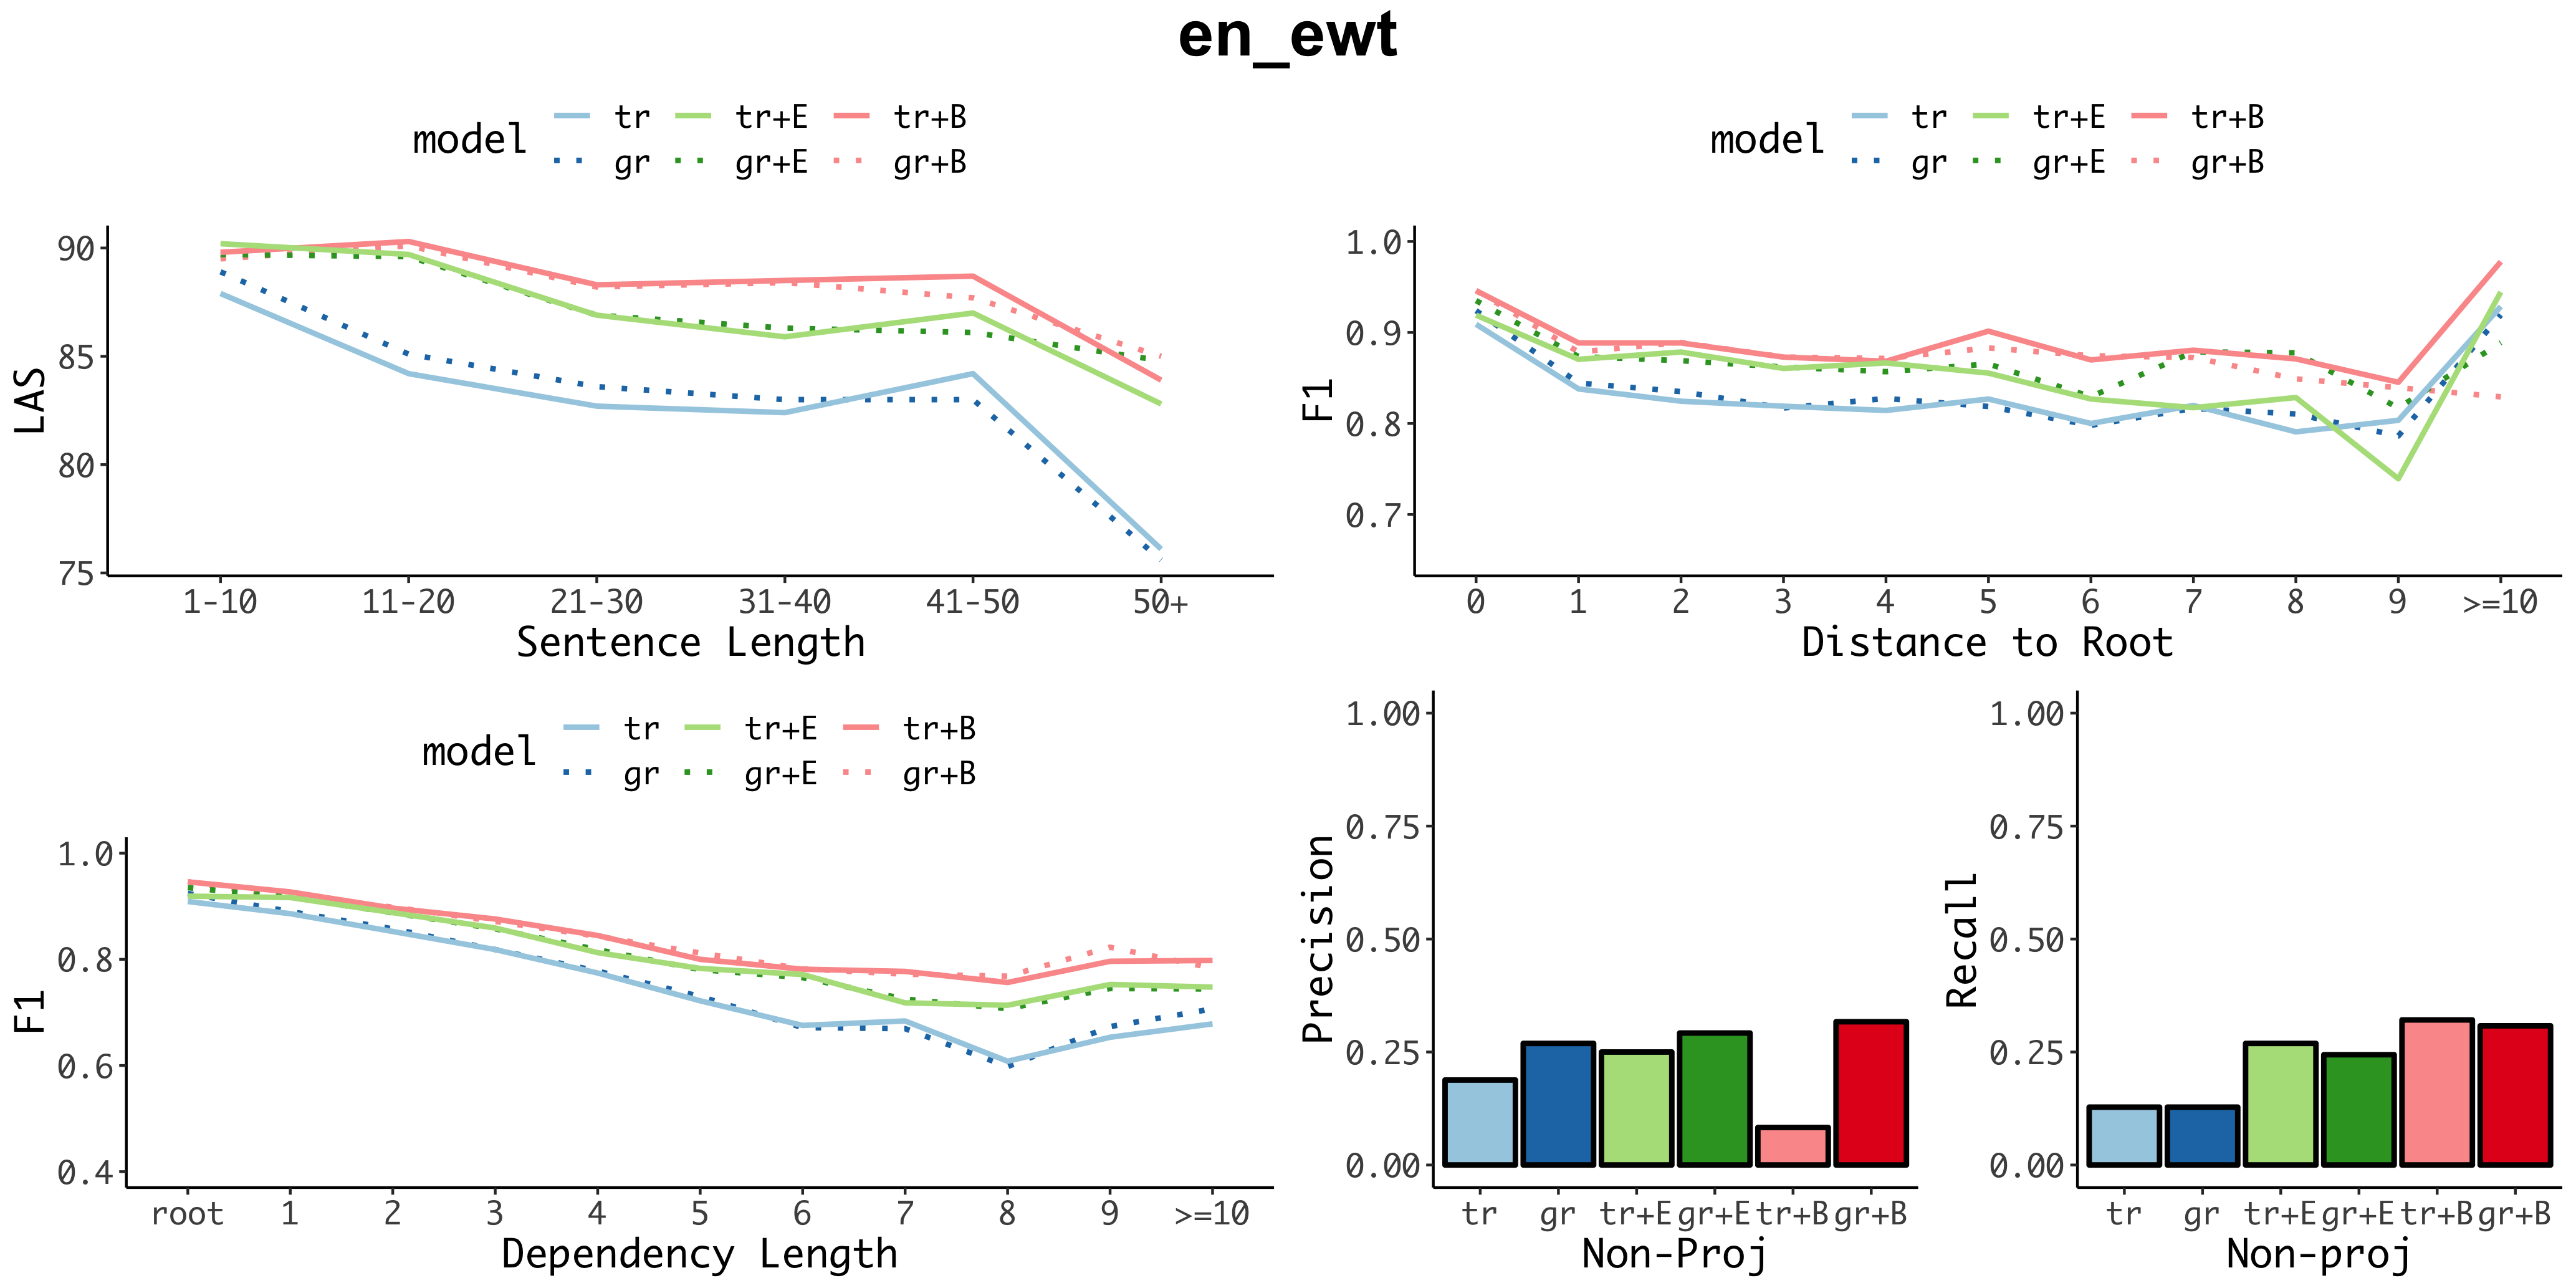 en_ewt
model tr tr+E tr+B
gr gr+E gr+B
LAS
90
85
80
75
1-10 11-20 21-30 31-40 41-50 50+
Sentence Length
model tr tr+E tr+B
gr gr+E gr+B
F1
1.0
0.9
0.8
0.7
0 1 2 3 4 5 6 7 8 9 >=10
Distance to Root
model tr tr+E tr+B
gr gr+E gr+B
F1
1.0
0.8
0.6
0.4
root 1 2 3 4 5 6 7 8 9 >=10
Dependency Length
Precision
1.00
0.75
0.50
0.25
0.00
tr gr tr+E gr+E tr+B gr+B
Non-Proj
Recall
1.00
0.75
0.50
0.25
0.00
tr gr tr+E gr+E tr+B gr+B
Non-proj